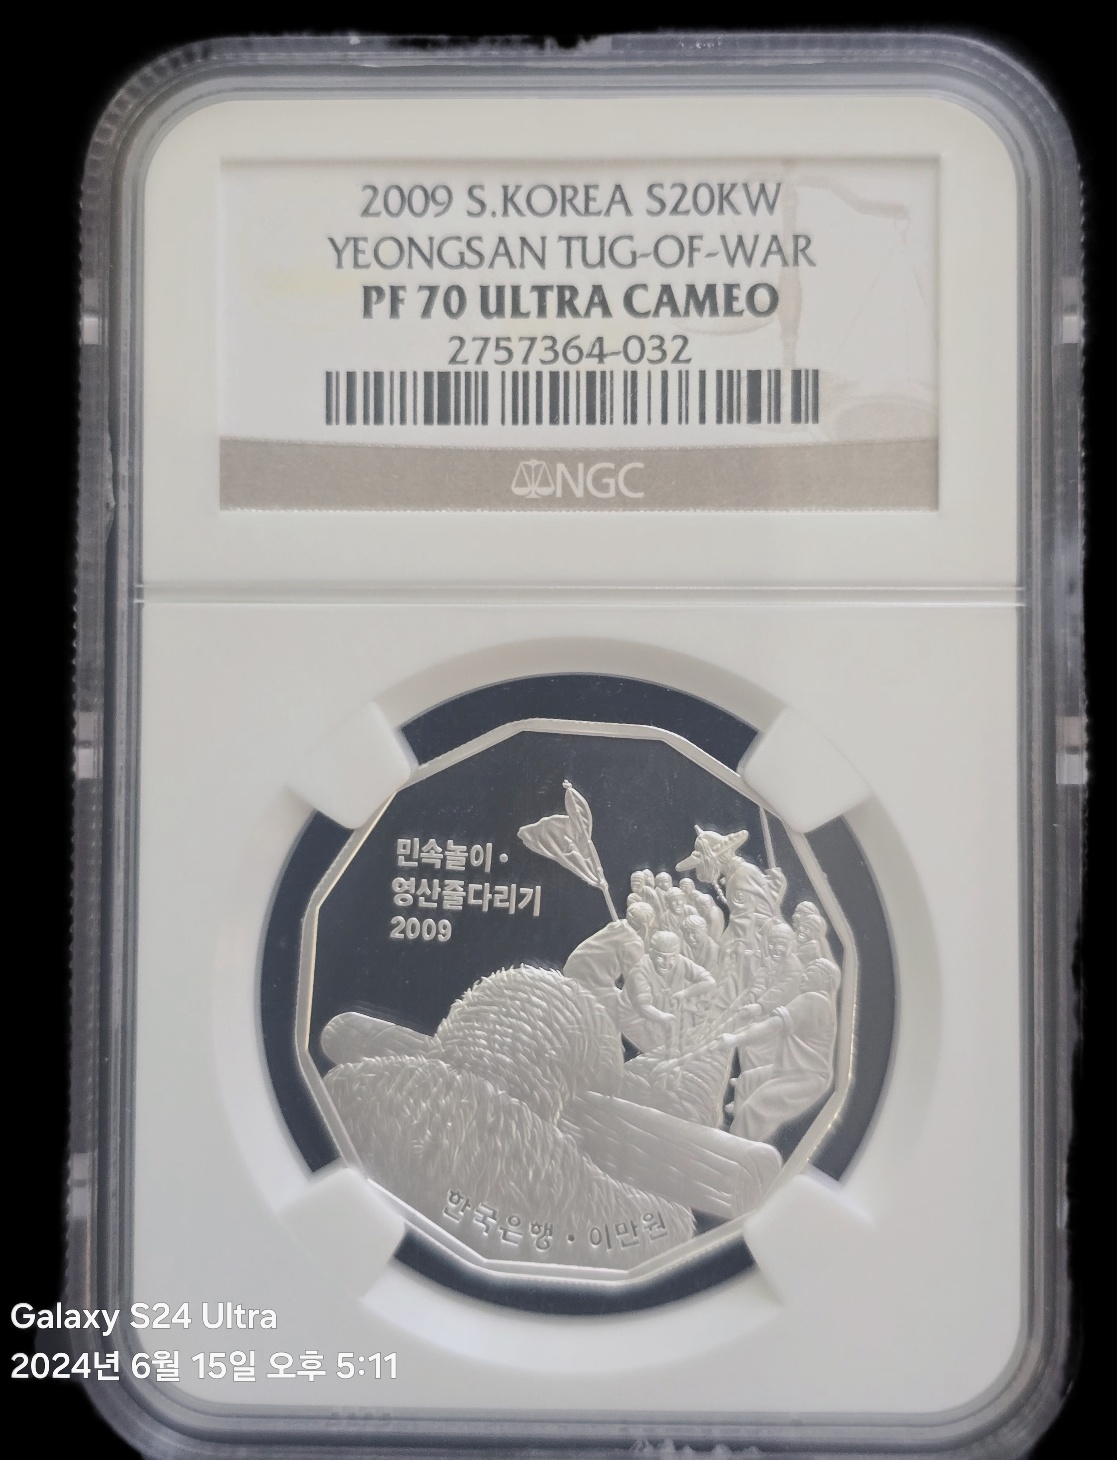 2009 S.KOREA S20KW
YEONGSAN TUG-OF-WAR
PF 70 ULTRA CAMEO
2757364-032
NGC
민속놀이·
영산줄다리기
2009
한국은행·이만원
Galaxy S24 Ultra
2024년 6월 15일 오후 5:11